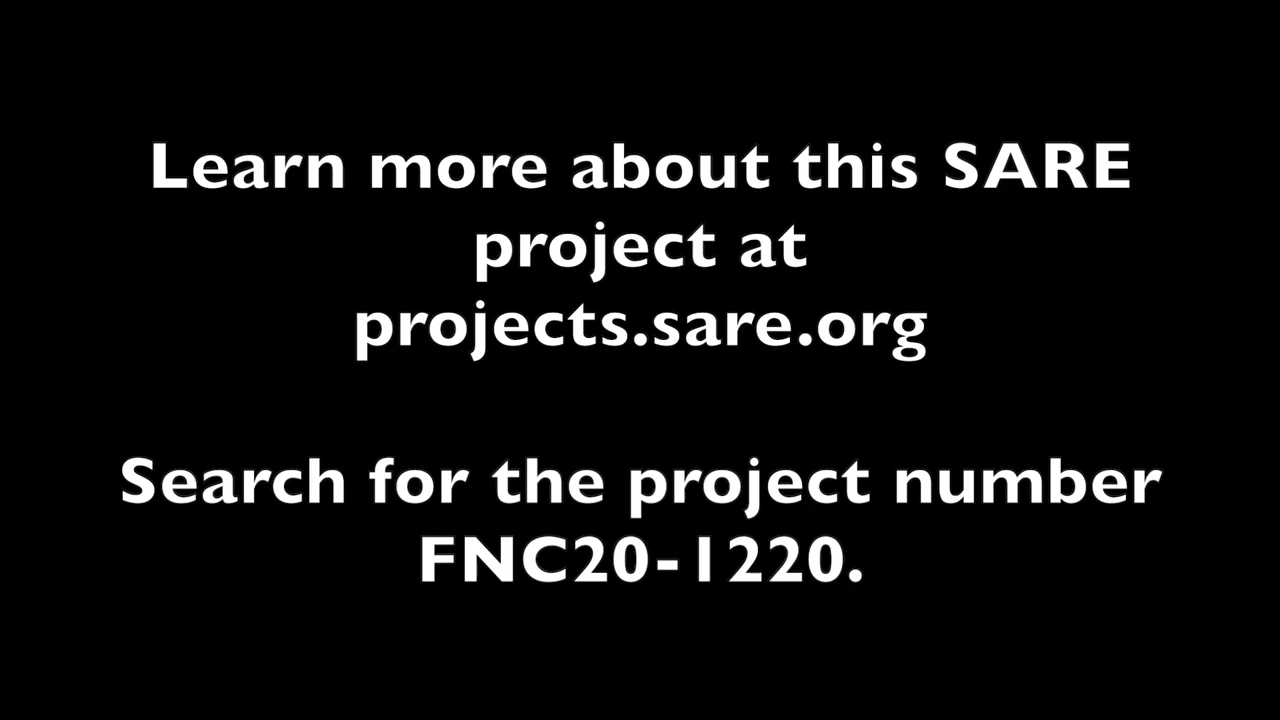 Learn more about this SARE
project at
projects.sare.org
Search for the project number
FNC20-1220.